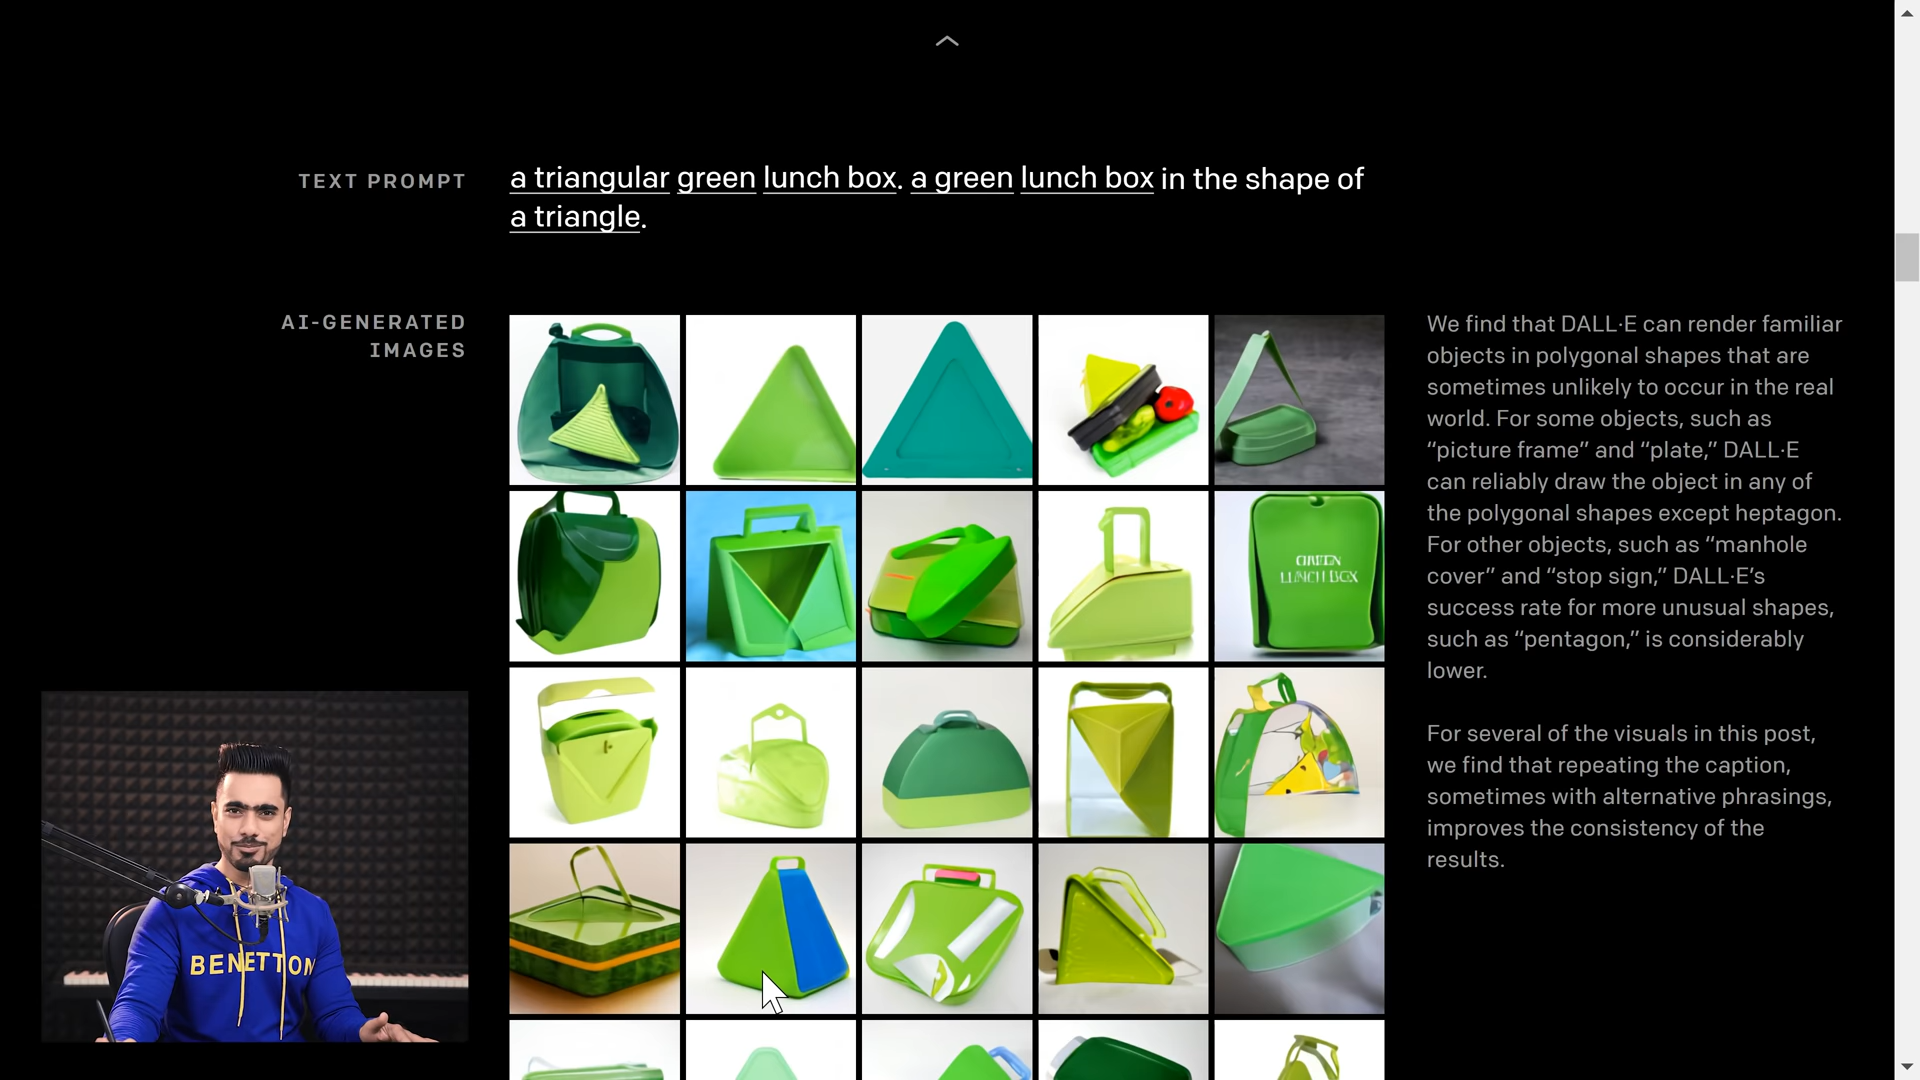 TEXT PROMPT
a triangular green lunch box. a green lunch box in the shape of
a triangle.
AI-GENERATED
IMAGES
We find that DALL·E can render familiar
objects in polygonal shapes that are
sometimes unlikely to occur in the real
world. For some objects, such as
“picture frame” and “plate,” DALL·E
can reliably draw the object in any of
the polygonal shapes except heptagon.
For other objects, such as “manhole
cover” and “stop sign,” DALL·E’s
success rate for more unusual shapes,
such as “pentagon,” is considerably
lower.
For several of the visuals in this post,
we find that repeating the caption,
sometimes with alternative phrasings,
improves the consistency of the
results.
LUNCH BOX
BENETTON